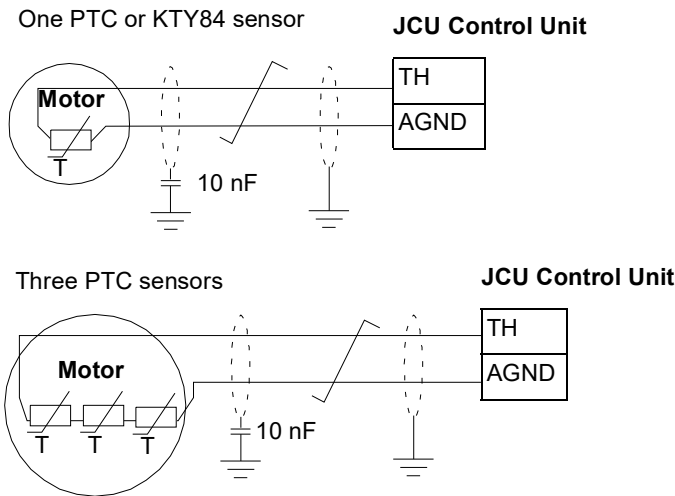 One PTC or KTY84 sensor
JCU Control Unit
Motor
TH
AGND
T
10 nF
Three PTC sensors
JCU Control Unit
Motor
TH
AGND
T T T
10 nF